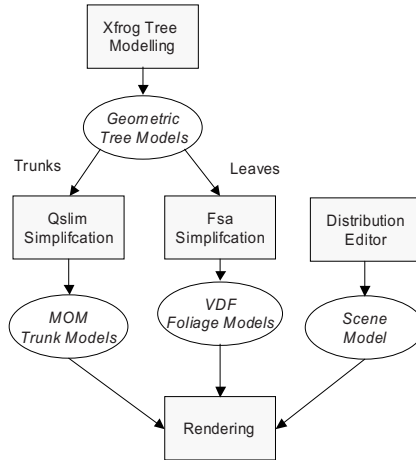 Xfrog Tree
Modelling
Geometric
Tree Models
Trunks
Leaves
Qslim
Simplifcation
Fsa
Simplifcation
Distribution
Editor
MOM
Trunk Models
VDF
Foliage Models
Scene
Model
Rendering